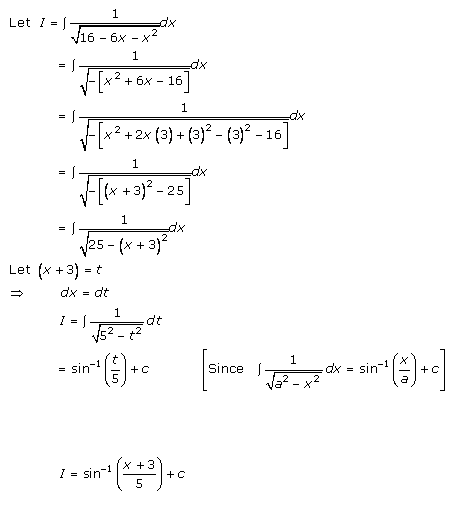 Let I = ∫ 1/√(16 − 6x − x²) dx
= ∫ 1/√(−[x² + 6x − 16]) dx
= ∫ 1/√(−[x² + 2x (3) + (3)² − (3)² − 16]) dx
= ∫ 1/√(−[(x + 3)² − 25]) dx
= ∫ 1/√(25 − (x + 3)²) dx
Let (x + 3) = t
⇒ dx = dt
I = ∫ 1/√(5² − t²) dt
= sin⁻¹(t/5) + c [Since ∫ 1/√(a² − x²) dx = sin⁻¹(x/a) + c]
I = sin⁻¹((x + 3)/5) + c